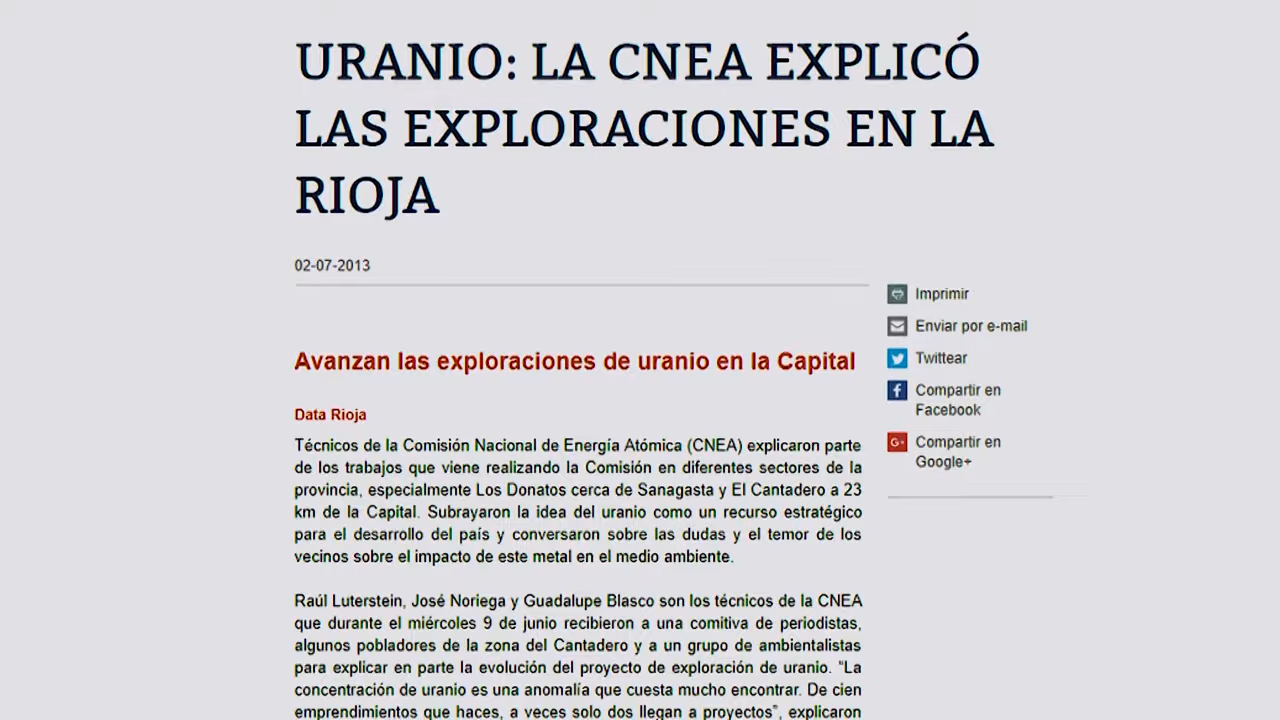 URANIO: LA CNEA EXPLICÓ
LAS EXPLORACIONES EN LA
RIOJA
02-07-2013
Imprimir
Enviar por e-mail
Twittear
Compartir en
Facebook
Compartir en
Google+
Avanzan las exploraciones de uranio en la Capital
Data Rioja
Técnicos de la Comisión Nacional de Energía Atómica (CNEA) explicaron parte
de los trabajos que viene realizando la Comisión en diferentes sectores de la
provincia, especialmente Los Donatos cerca de Sanagasta y El Cantadero a 23
km de la Capital. Subrayaron la idea del uranio como un recurso estratégico
para el desarrollo del país y conversaron sobre las dudas y el temor de los
vecinos sobre el impacto de este metal en el medio ambiente.
Raúl Luterstein, José Noriega y Guadalupe Blasco son los técnicos de la CNEA
que durante el miércoles 9 de junio recibieron a una comitiva de periodistas,
algunos pobladores de la zona del Cantadero y a un grupo de ambientalistas
para explicar en parte la evolución del proyecto de exploración de uranio. “La
concentración de uranio es una anomalía que cuesta mucho encontrar. De cien
emprendimientos que haces, a veces solo dos llegan a proyectos”, explicaron